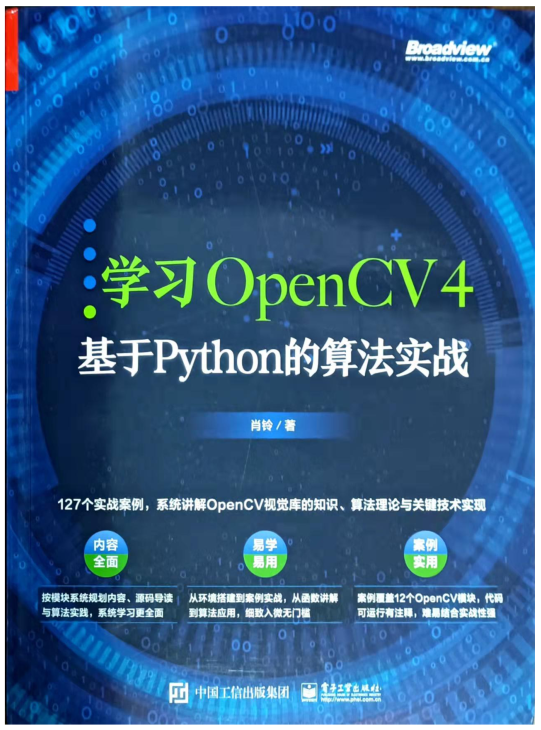 Broadview
www.broadview.com.cn
学习OpenCV4
基于Python的算法实战
肖铃/著
127个实战案例，系统讲解OpenCV视觉库的知识、算法理论与关键技术实现
内容
全面
易学
易用
案例
实用
按模块系统规划内容、源码导读
与算法实践，系统学习更全面
从环境搭建到案例实战，从函数讲解
到算法应用，细致入微无门槛
案例覆盖12个OpenCV模块，代码
可运行有注释，难易结合实战性强
中国工信出版集团
电子工业出版社
http://www.phei.com.cn